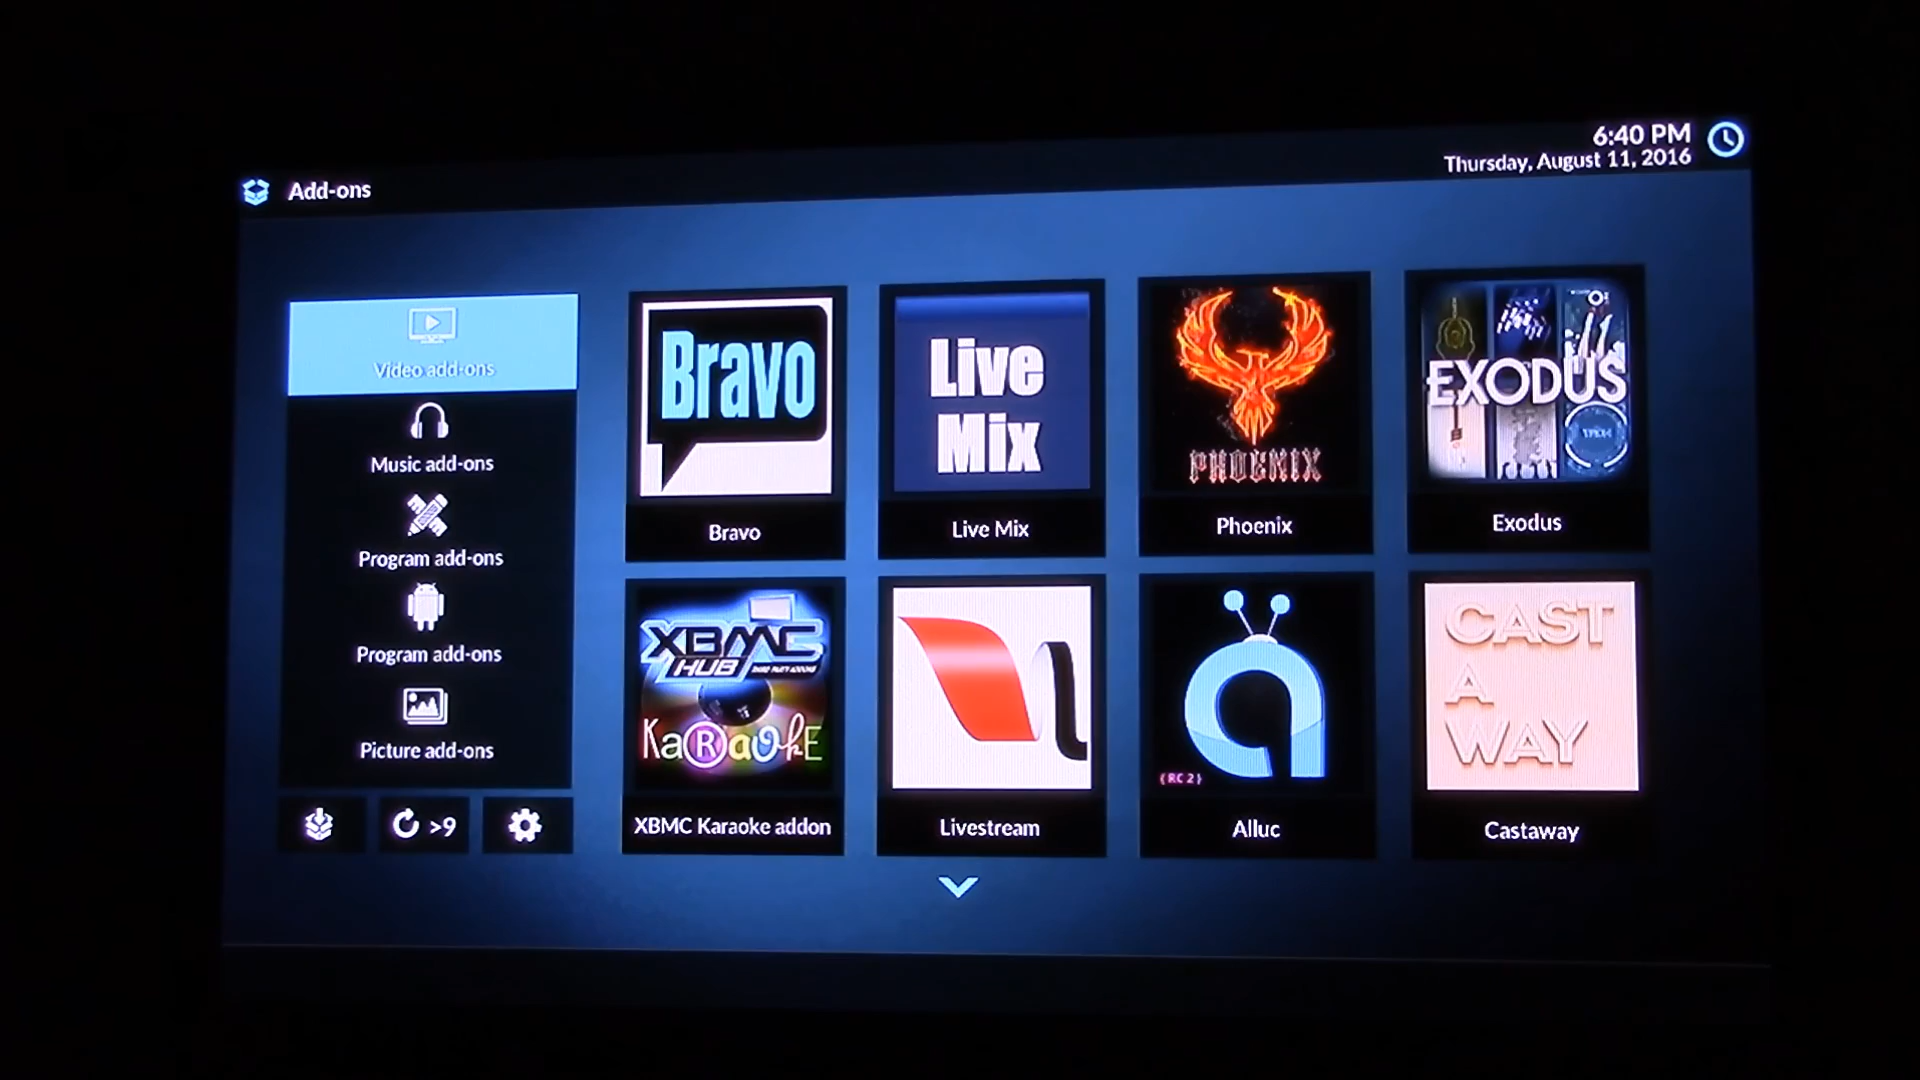 6:40 PM
Thursday, August 11, 2016
Add-ons
Video add-ons
Music add-ons
Program add-ons
Program add-ons
Picture add-ons
>9
Bravo
Bravo
Live
Mix
Live Mix
PHOENIX
Phoenix
EXODUS
Exodus
XBMC
HUB
KaRaokE
XBMC Karaoke addon
Livestream
{RC2}
Alluc
CAST
A
WAY
Castaway